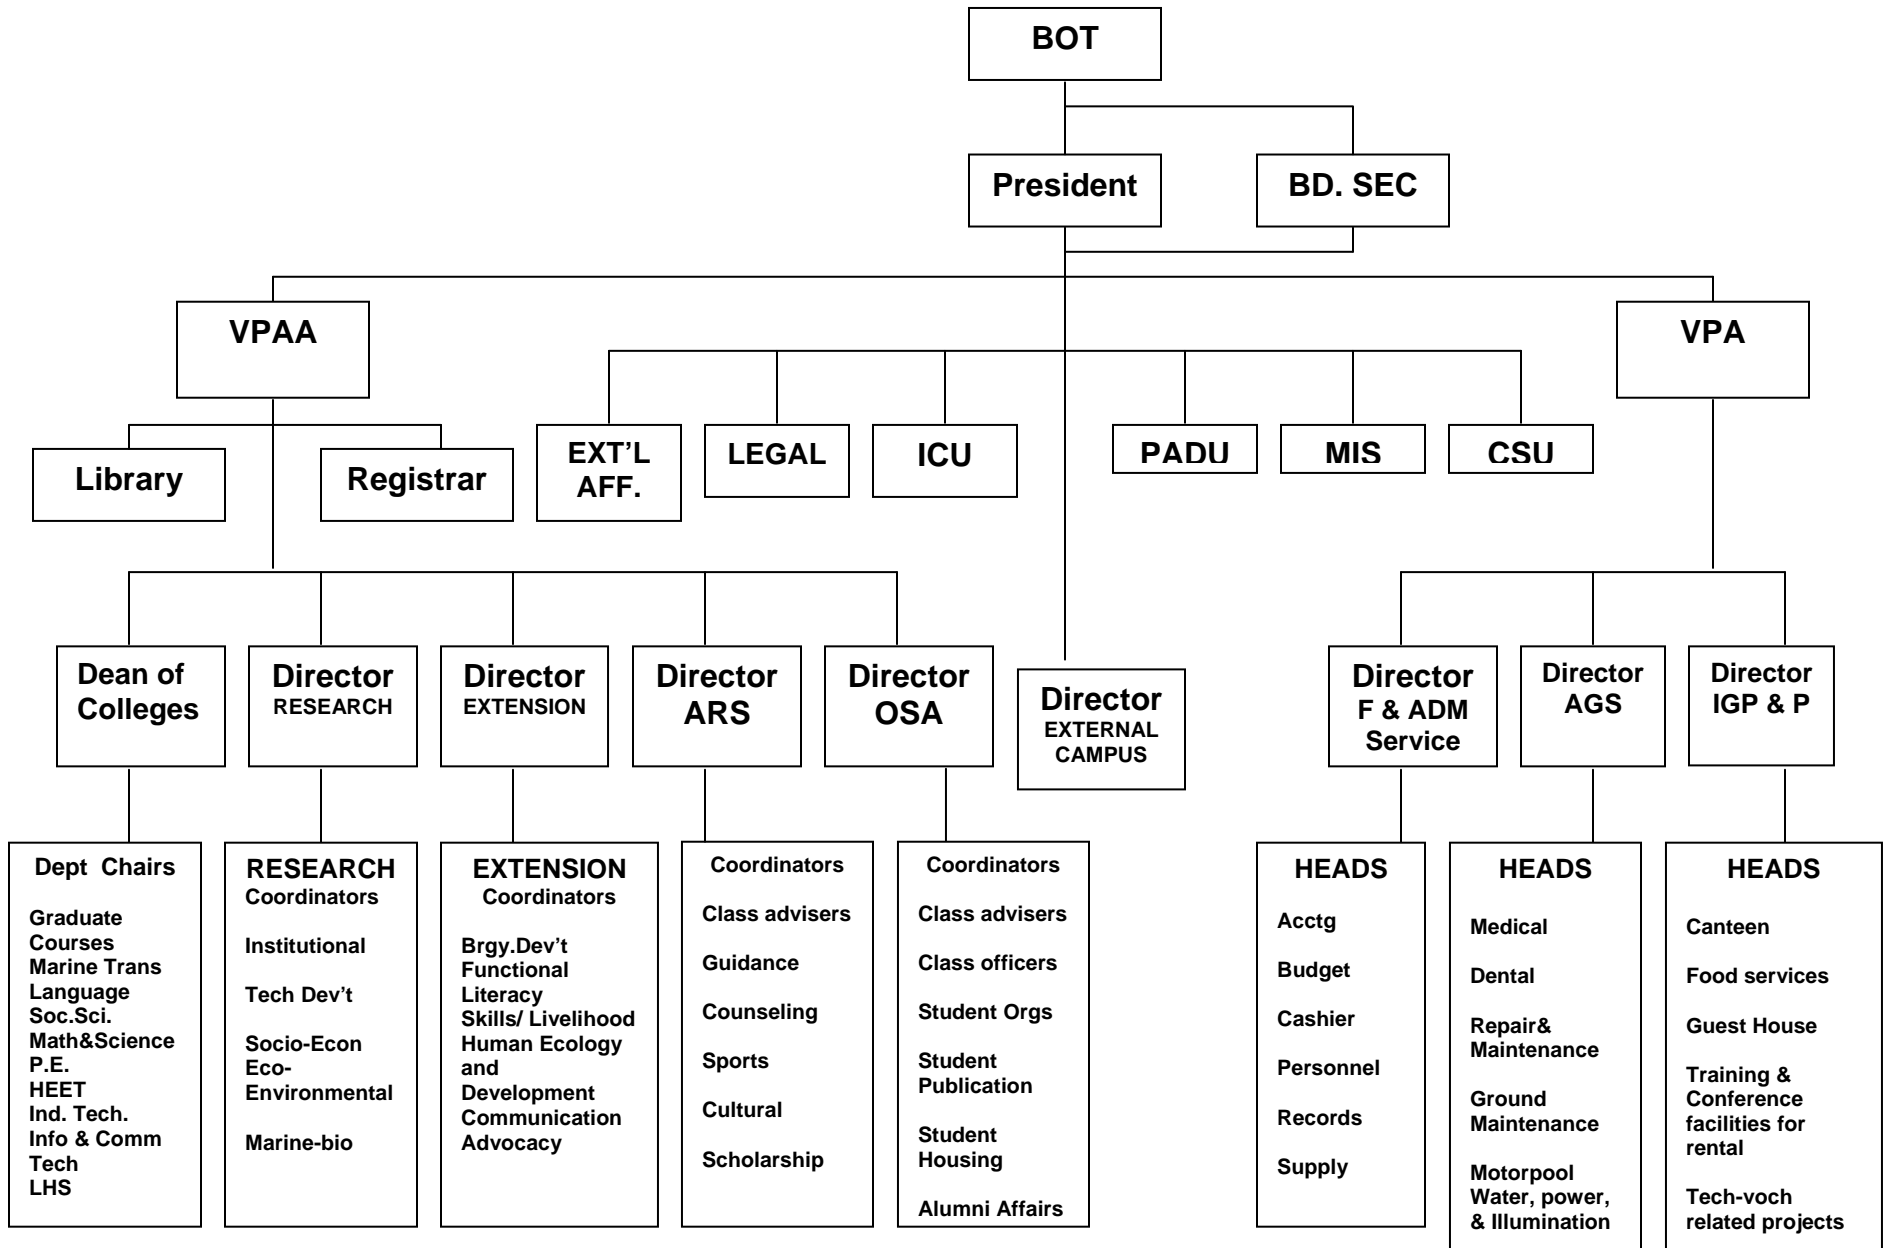 BOT
President
BD. SEC
VPAA
VPA
Library
Registrar
EXT’L
AFF.
LEGAL
ICU
PADU
MIS
CSU
Dean of
Colleges
Director
RESEARCH
Director
EXTENSION
Director
ARS
Director
OSA
Director
EXTERNAL
CAMPUS
Director
F & ADM
Service
Director
AGS
Director
IGP & P
Dept Chairs
Graduate
Courses
Marine Trans
Language
Soc.Sci.
Math&Science
P.E.
HEET
Ind. Tech.
Info & Comm
Tech
LHS
RESEARCH
Coordinators
Institutional
Tech Dev’t
Socio-Econ
Eco-
Environmental
Marine-bio
EXTENSION
Coordinators
Brgy.Dev’t
Functional
Literacy
Skills/ Livelihood
Human Ecology
and
Development
Communication
Advocacy
Coordinators
Class advisers
Guidance
Counseling
Sports
Cultural
Scholarship
Coordinators
Class advisers
Class officers
Student Orgs
Student
Publication
Student
Housing
Alumni Affairs
HEADS
Acctg
Budget
Cashier
Personnel
Records
Supply
HEADS
Medical
Dental
Repair&
Maintenance
Ground
Maintenance
Motorpool
Water, power,
& Illumination
HEADS
Canteen
Food services
Guest House
Training &
Conference
facilities for
rental
Tech-voch
related projects